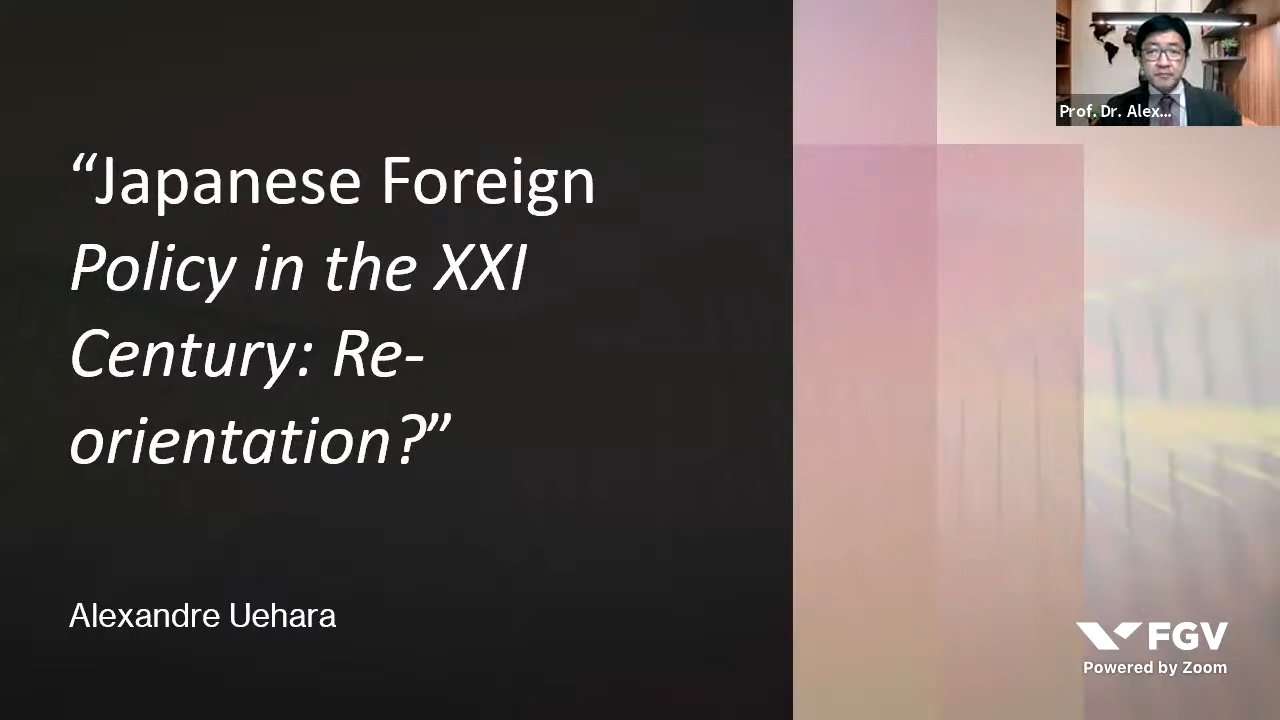 “Japanese Foreign
Policy in the XXI
Century: Re-
orientation?”
Alexandre Uehara
Prof. Dr. Alex...
FGV
Powered by Zoom